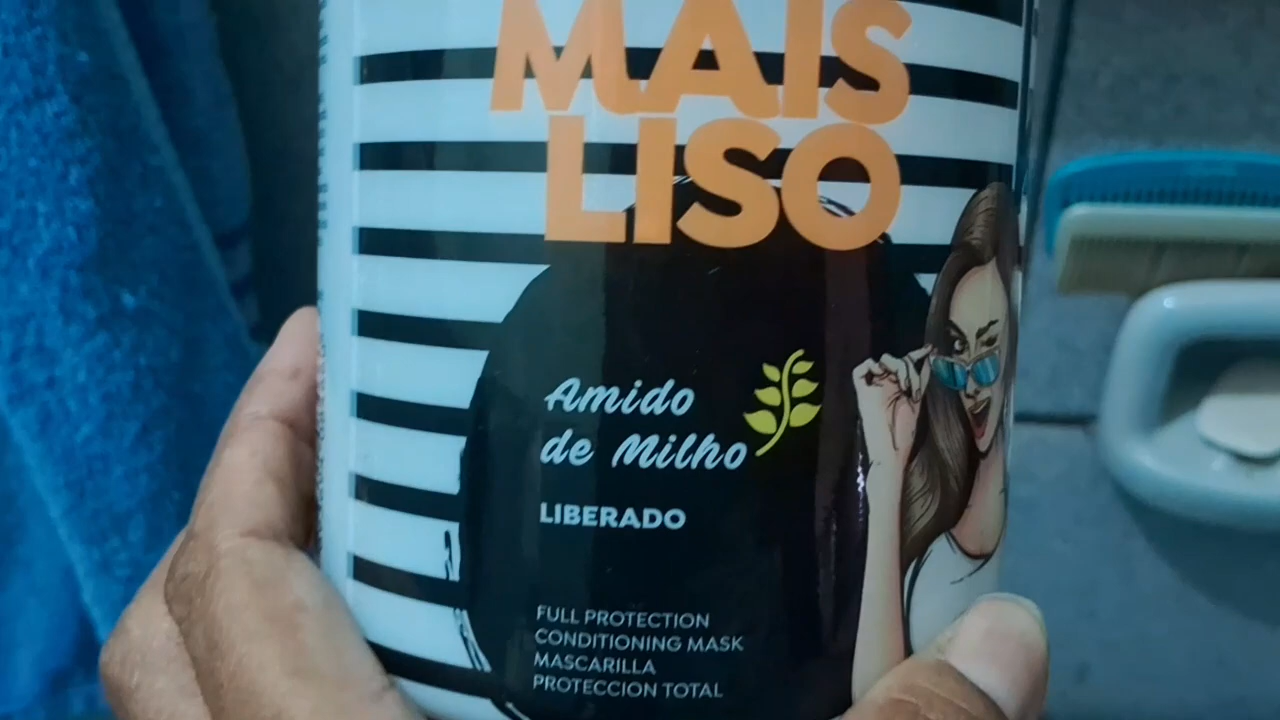 MAIS
LISO
Amido
de Milho
LIBERADO
FULL PROTECTION
CONDITIONING MASK
MASCARILLA
PROTECCION TOTAL